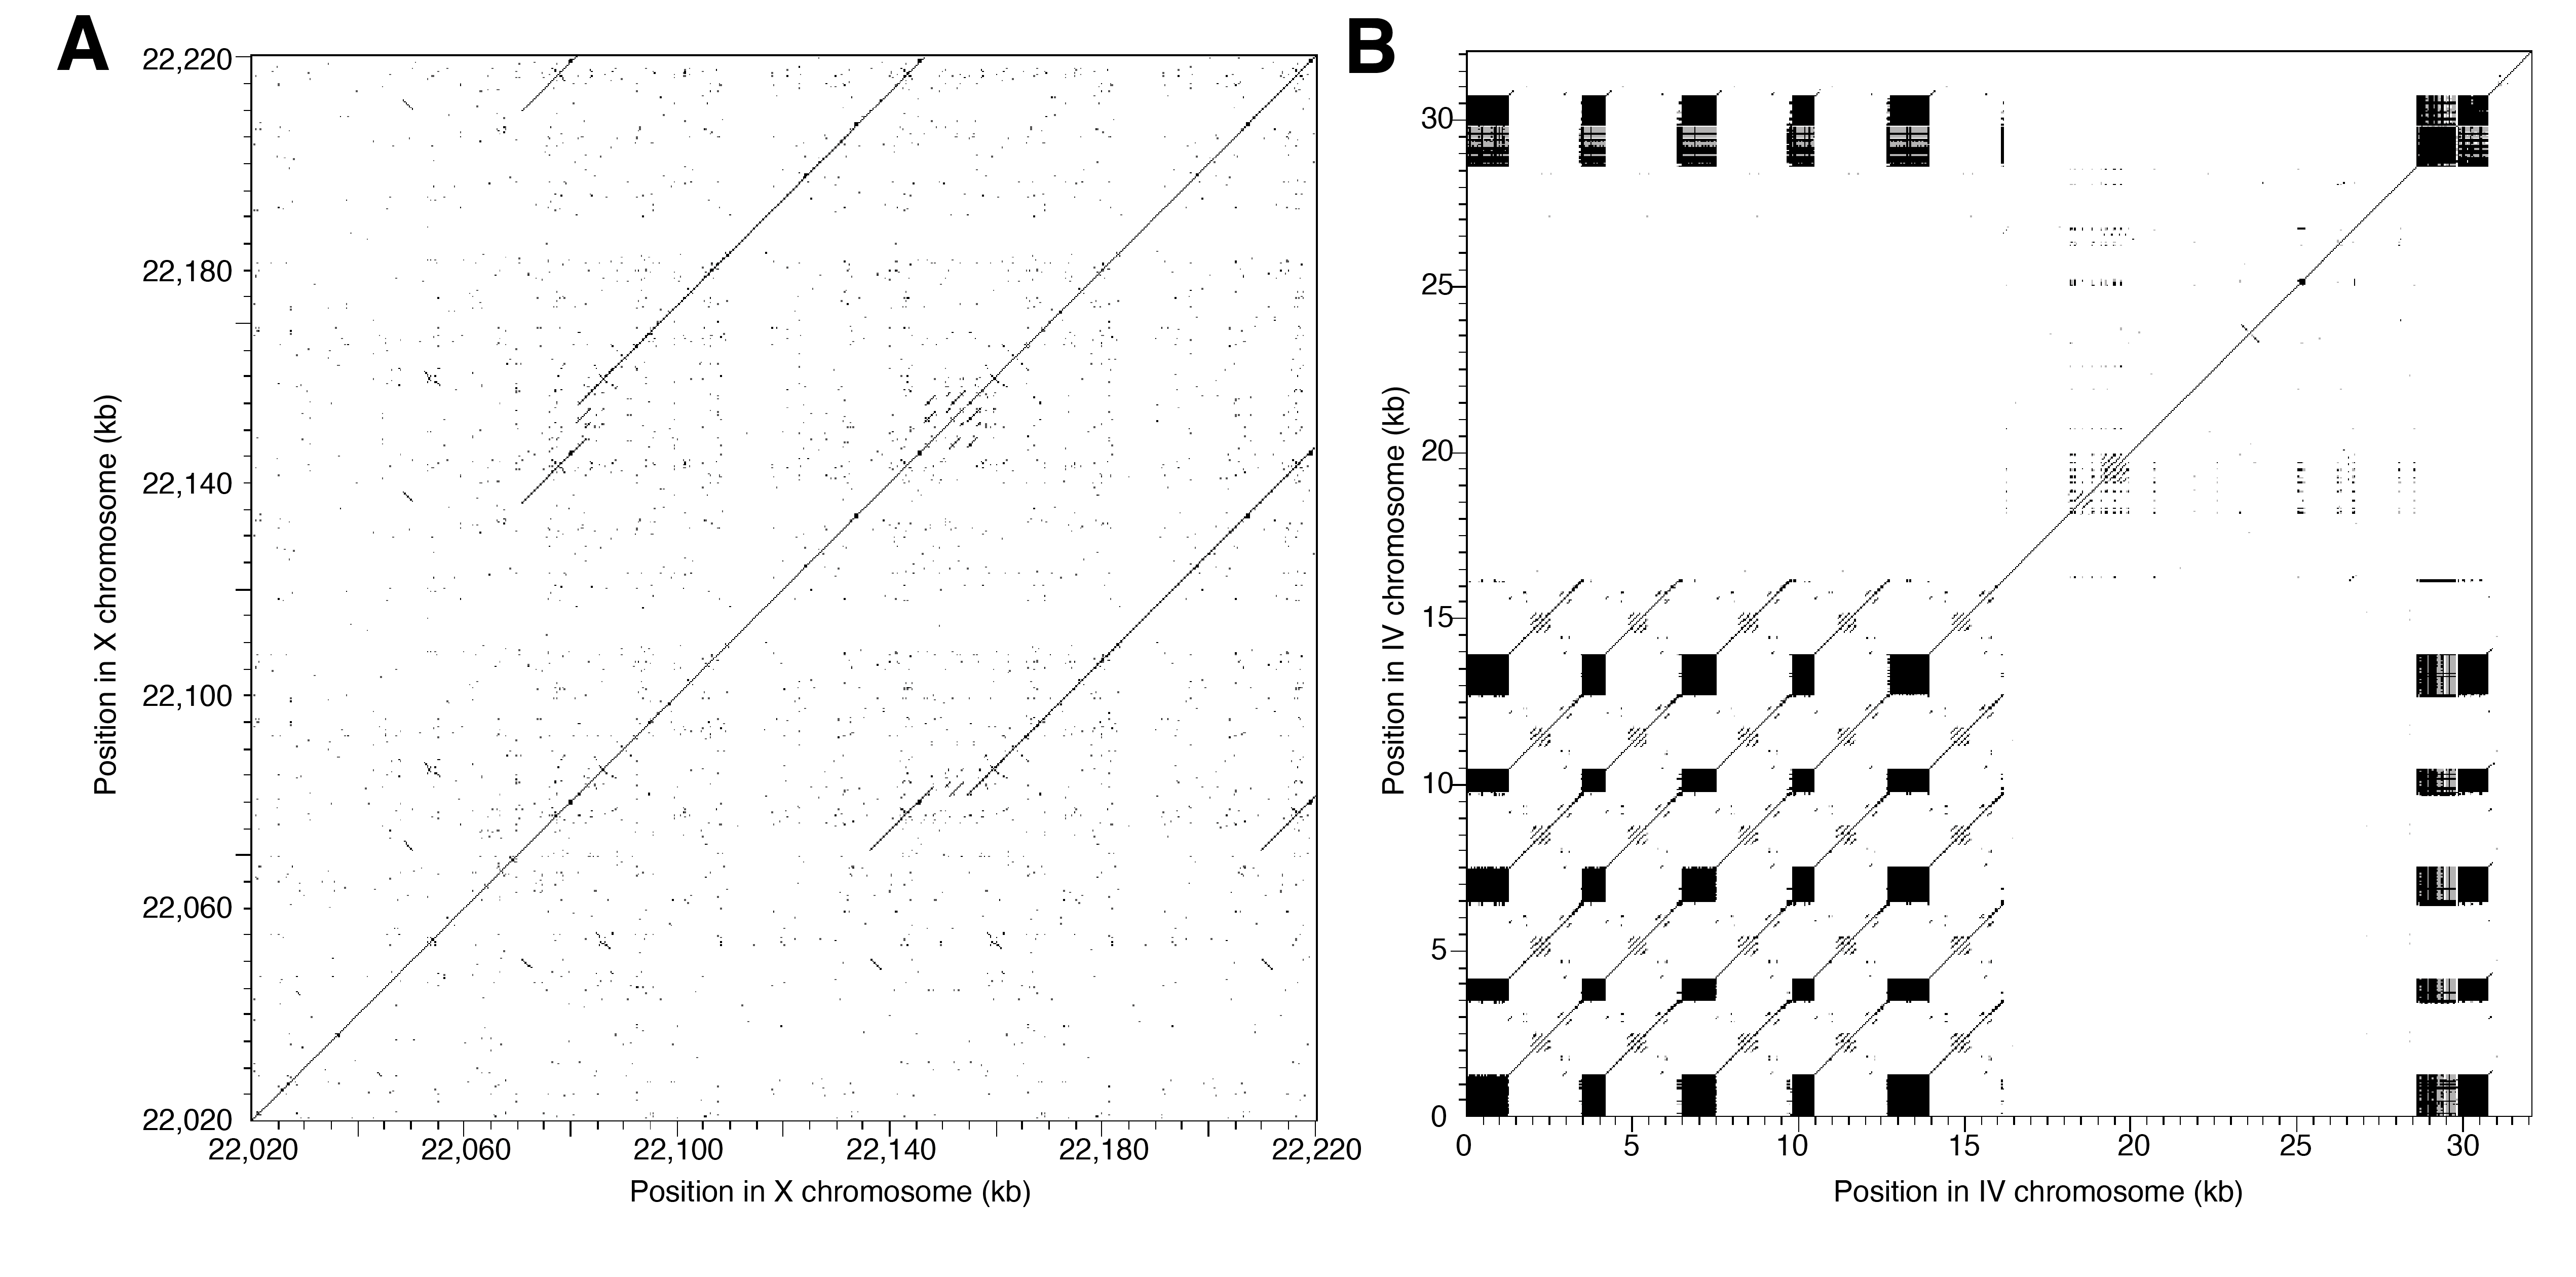 A
22,220
22,180
22,140
22,100
22,060
22,020
Position in X chromosome (kb)
22,020 22,060 22,100 22,140 22,180 22,220
Position in X chromosome (kb)
B
30
25
20
15
10
5
0
Position in IV chromosome (kb)
0 5 10 15 20 25 30
Position in IV chromosome (kb)